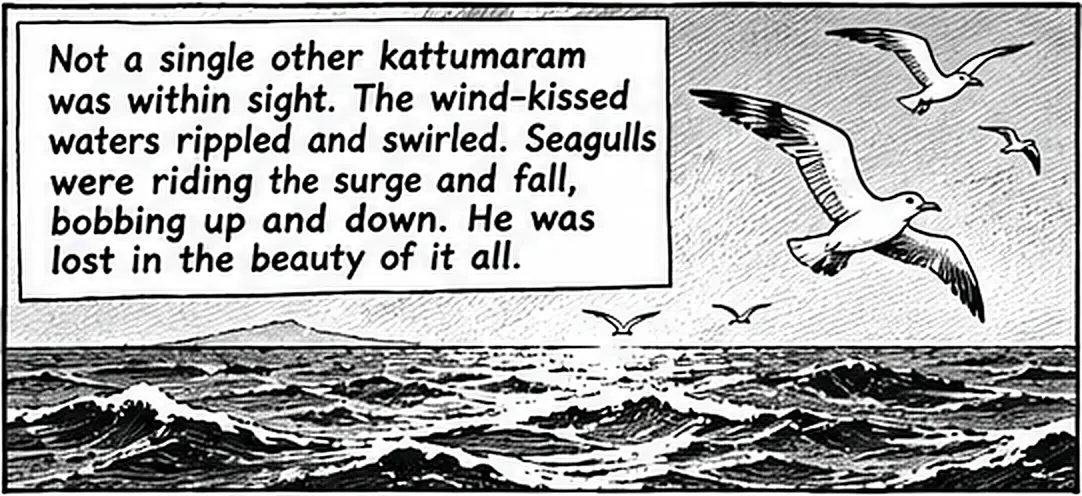 Not a single other kattumaram
was within sight. The wind-kissed
waters rippled and swirled. Seagulls
were riding the surge and fall,
bobbing up and down. He was
lost in the beauty of it all.